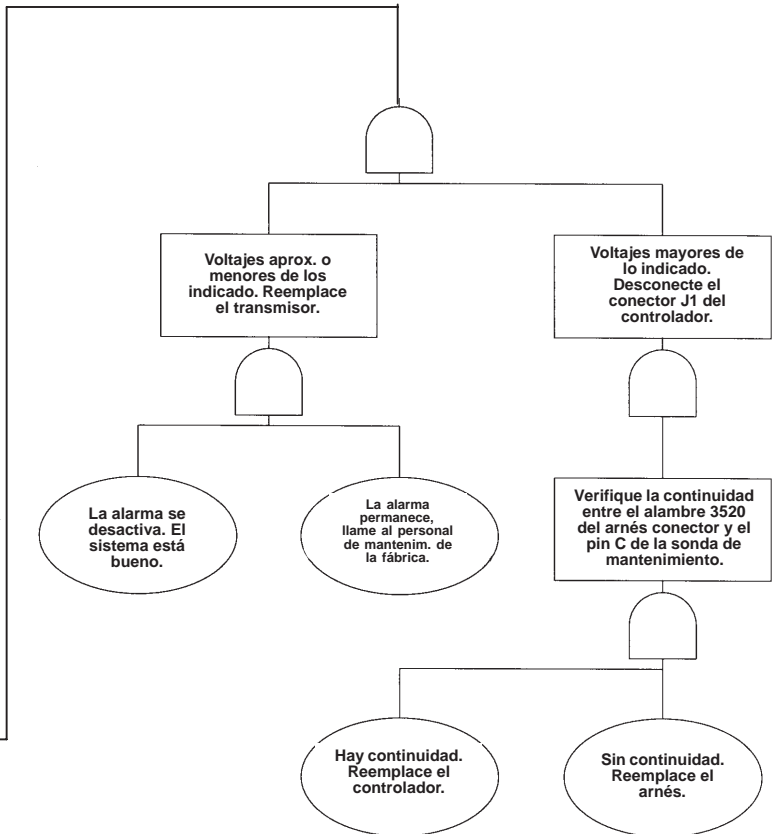 Voltajes aprox. o
menores de los
indicado. Reemplace
el transmisor.
Voltajes mayores de
lo indicado.
Desconecte el
conector J1 del
controlador.
La alarma se
desactiva. El
sistema está
bueno.
La alarma
permanece,
llame al personal
de mantenim. de
la fábrica.
Verifique la continuidad
entre el alambre 3520
del arnés conector y el
pin C de la sonda de
mantenimiento.
Hay continuidad.
Reemplace el
controlador.
Sin continuidad.
Reemplace el
arnés.